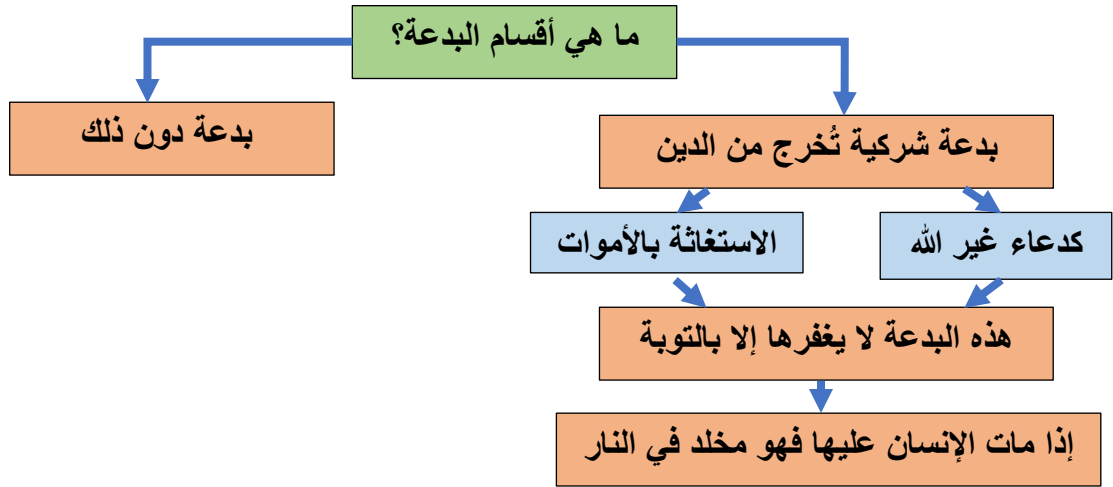 ما هي أقسام البدعة؟
بدعة شركية تُخرج من الدين
بدعة دون ذلك
كدعاء غير الله
الاستغاثة بالأموات
هذه البدعة لا يغفرها إلا بالتوبة
إذا مات الإنسان عليها فهو مخلد في النار